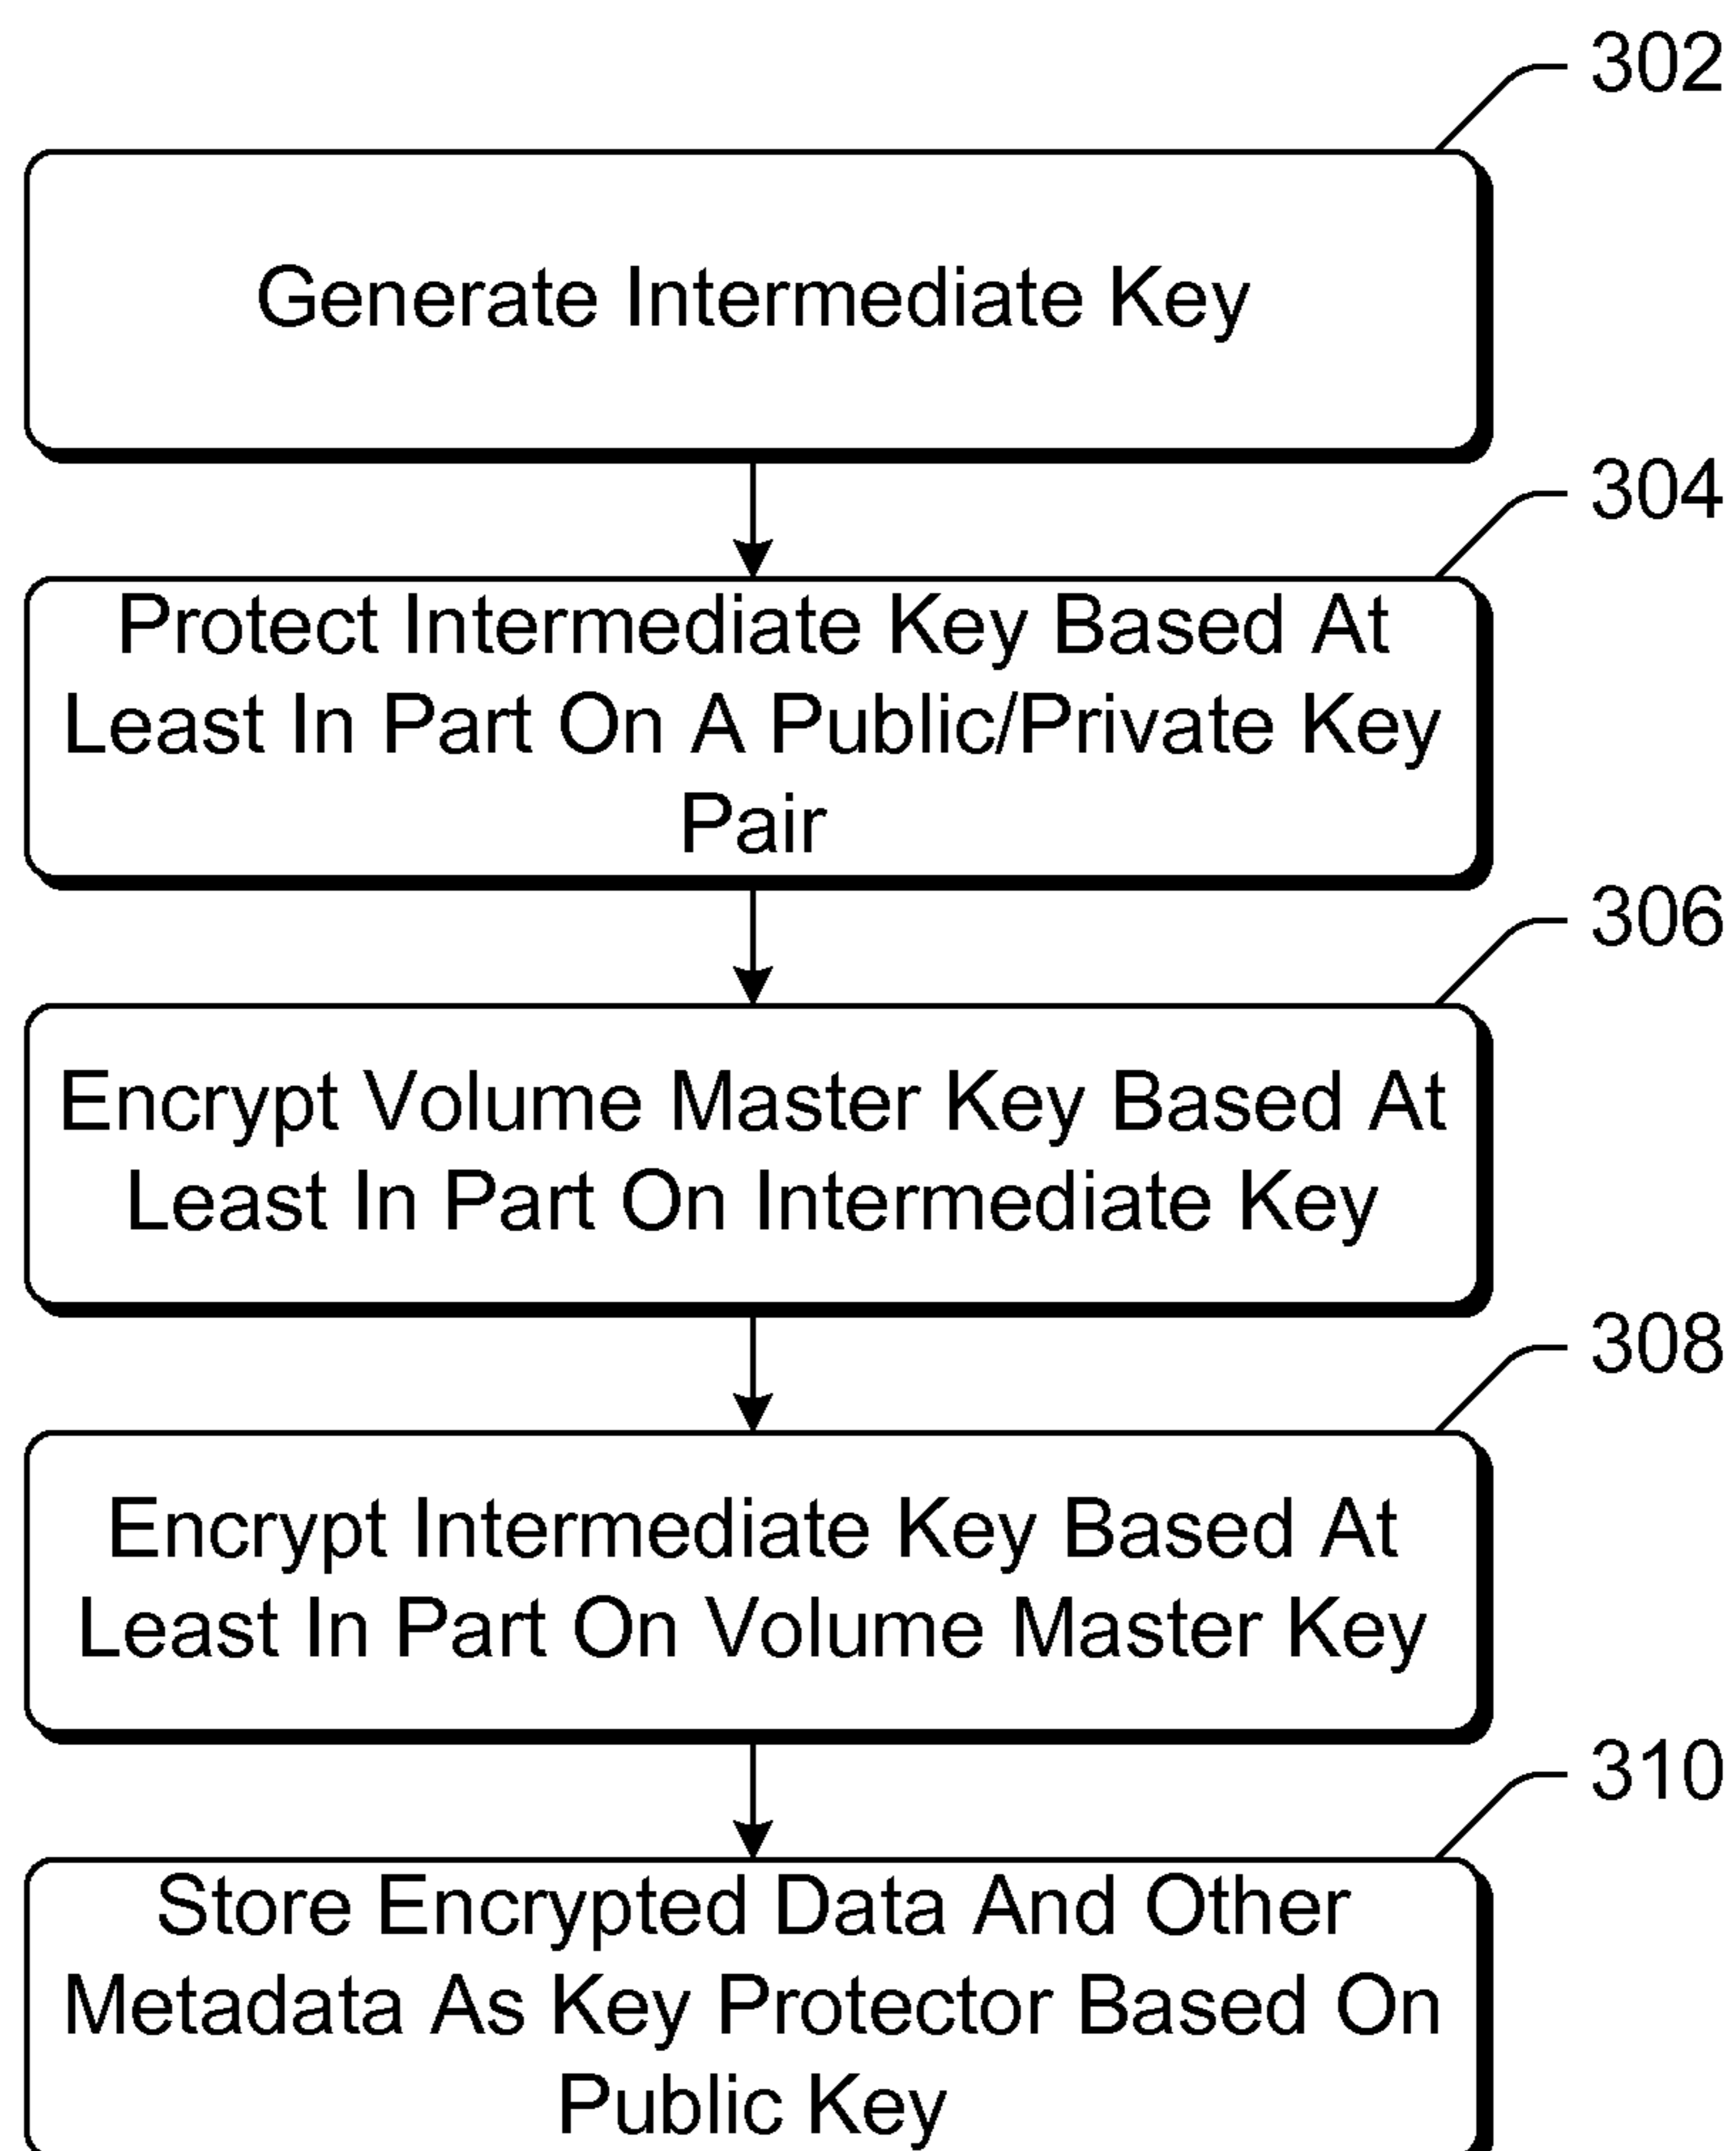 302
Generate Intermediate Key
304
Protect Intermediate Key Based At
Least In Part On A Public/Private Key
Pair
306
Encrypt Volume Master Key Based At
Least In Part On Intermediate Key
308
Encrypt Intermediate Key Based At
Least In Part On Volume Master Key
310
Store Encrypted Data And Other
Metadata As Key Protector Based On
Public Key